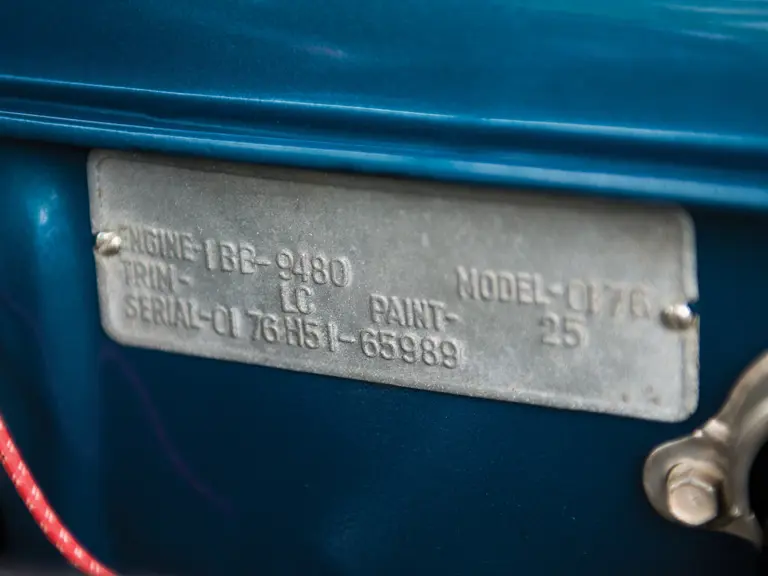 ENGINE-1BB-9480 MODEL-0176
TRIM- LC PAINT- 25
SERIAL-0176H51-65989